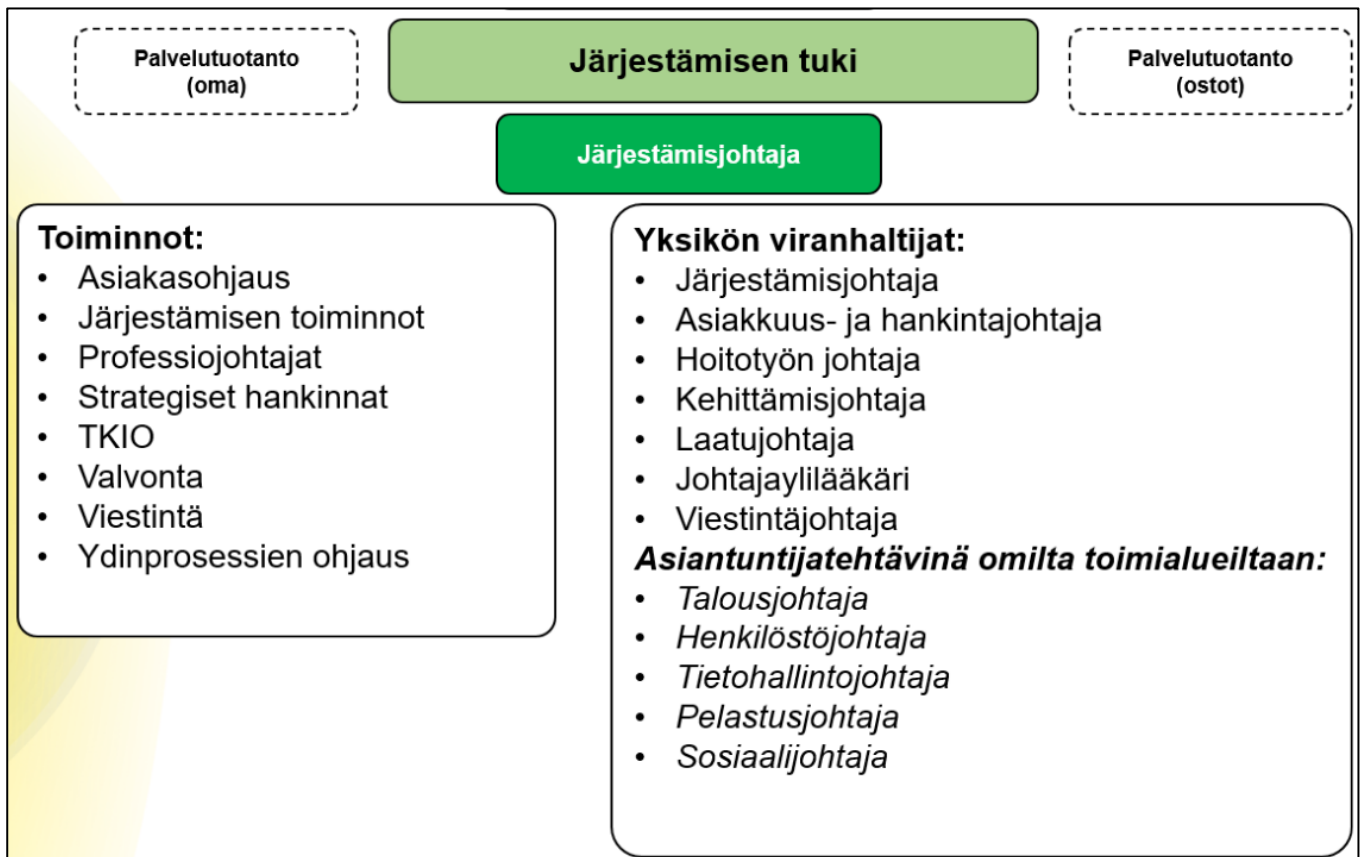 Palvelutuotanto
(oma)
Järjestämisen tuki
Palvelutuotanto
(ostot)
Järjestämisjohtaja
Toiminnot:
• Asiakasohjaus
• Järjestämisen toiminnot
• Professiojohtajat
• Strategiset hankinnat
• TKIO
• Valvonta
• Viestintä
• Ydinprosessien ohjaus
Yksikön viranhaltijat:
• Järjestämisjohtaja
• Asiakkuus- ja hankintajohtaja
• Hoitotyön johtaja
• Kehittämisjohtaja
• Laatujohtaja
• Johtajaylilääkäri
• Viestintäjohtaja
Asiantuntijatehtävinä omilta toimialueiltaan:
• Talousjohtaja
• Henkilöstöjohtaja
• Tietohallintojohtaja
• Pelastusjohtaja
• Sosiaalijohtaja